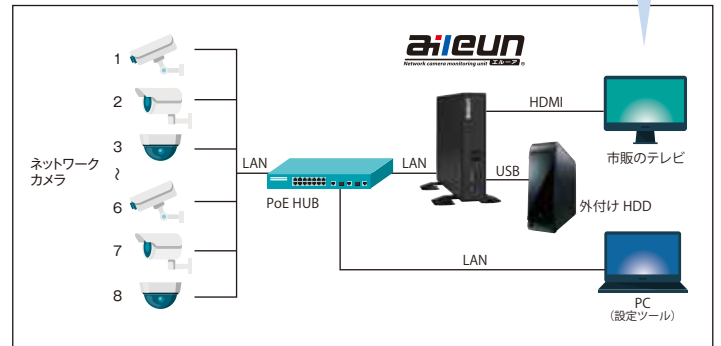 aileun
Network camera monitoring unit エルーア ®
1
2
3
～
6
7
8
ネットワーク
カメラ
LAN
PoE HUB
LAN
HDMI
USB
市販のテレビ
外付け HDD
LAN
PC
（設定ツール）